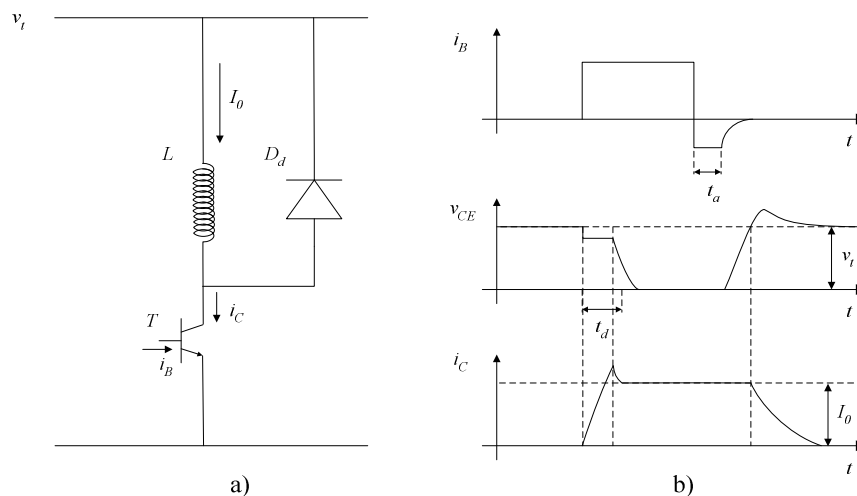 v_t
I_0
L
D_d
T
i_C
i_B
a)
i_B
t
t_a
v_CE
v_t
t
t_d
i_C
I_0
t
b)